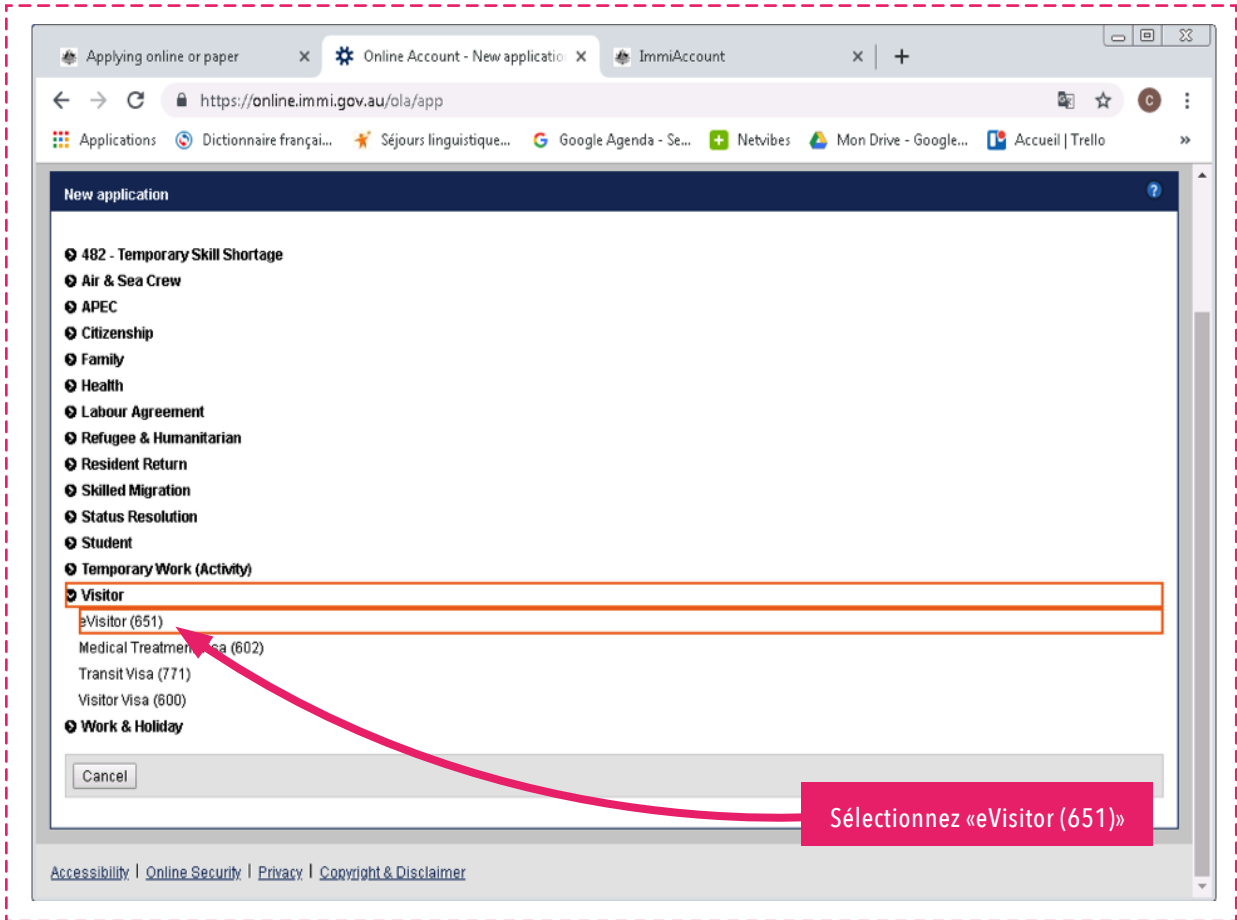 Applying online or paper
Online Account - New applicatio
ImmiAccount
https://online.immi.gov.au/ola/app
C
Applications
Dictionnaire françai...
Séjours linguistique...
Google Agenda - Se...
Netvibes
Mon Drive - Google...
Accueil | Trello
»
New application
?
482 - Temporary Skill Shortage
Air & Sea Crew
APEC
Citizenship
Family
Health
Labour Agreement
Refugee & Humanitarian
Resident Return
Skilled Migration
Status Resolution
Student
Temporary Work (Activity)
Visitor
eVisitor (651)
Medical Treatmen sa (602)
Transit Visa (771)
Visitor Visa (600)
Work & Holiday
Cancel
Sélectionnez «eVisitor (651)»
Accessibility | Online Security | Privacy | Copyright & Disclaimer